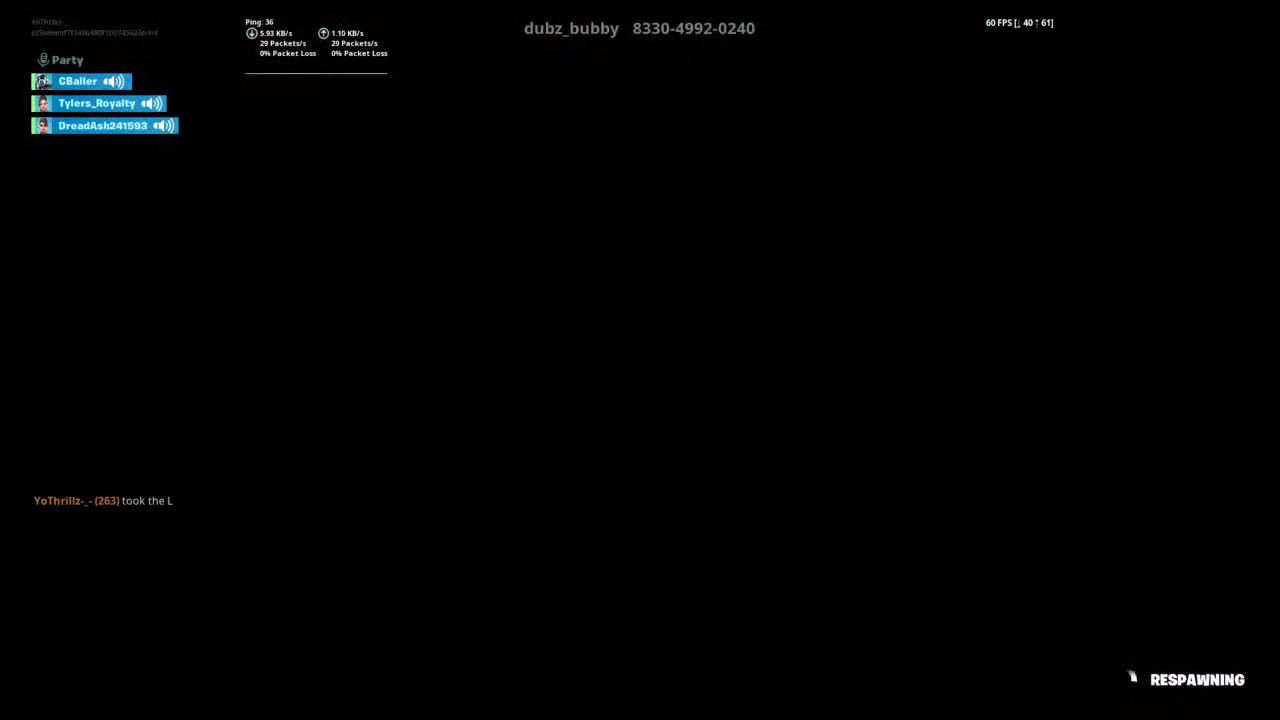 YoThrillz-_-
Ping: 36
5.93 KB/s 1.10 KB/s
29 Packets/s 29 Packets/s
0% Packet Loss 0% Packet Loss
dubz_bubby 8330-4992-0240
60 FPS [↓ 40 ↑ 61]
Party
CBaller
Tylers_Royalty
DreadAsh241593
YoThrillz-_- (263) took the L
RESPAWNING